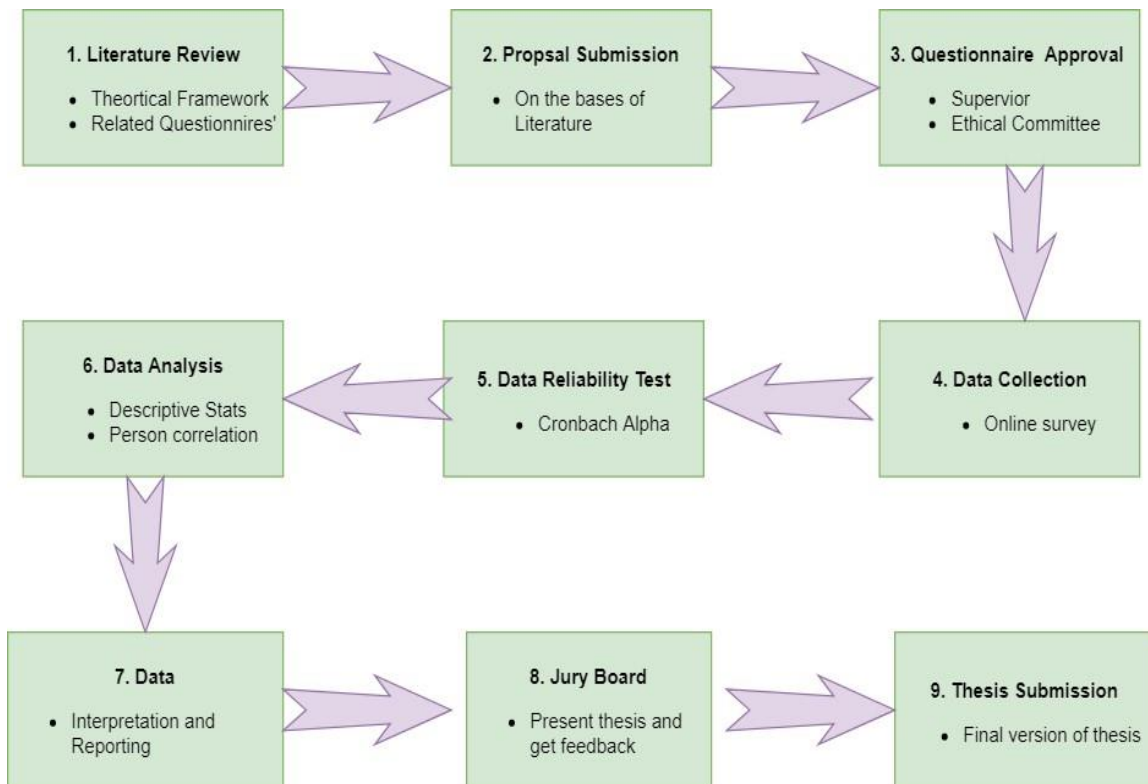 1. Literature Review
• Theortical Framework
• Related Questionnires'
2. Propsal Submission
• On the bases of
Literature
3. Questionnaire Approval
• Supervior
• Ethical Committee
4. Data Collection
• Online survey
5. Data Reliability Test
• Cronbach Alpha
6. Data Analysis
• Descriptive Stats
• Person correlation
7. Data
• Interpretation and
Reporting
8. Jury Board
• Present thesis and
get feedback
9. Thesis Submission
• Final version of thesis